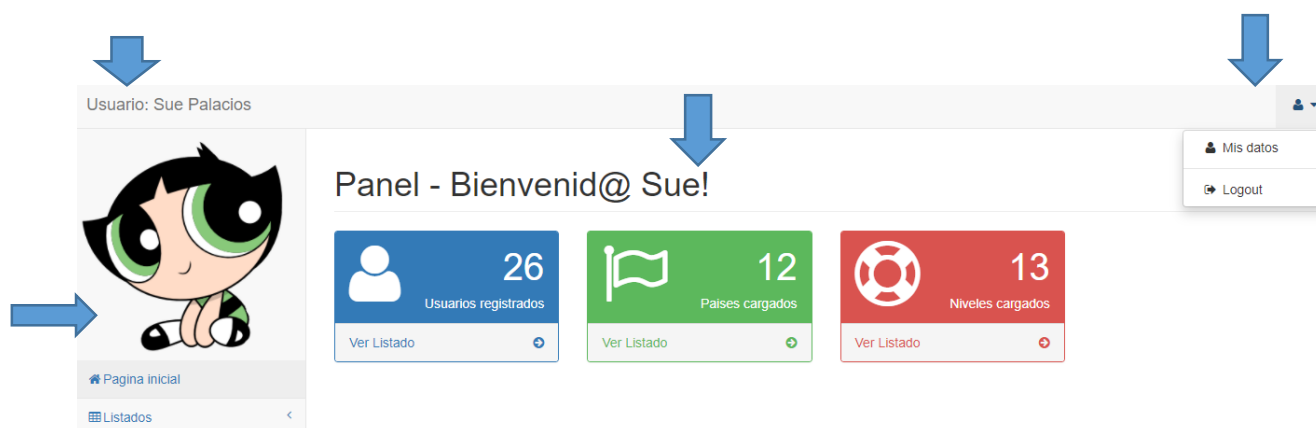 Usuario: Sue Palacios
Mis datos
Logout
Panel - Bienvenid@ Sue!
26
Usuarios registrados
Ver Listado
12
Paises cargados
Ver Listado
13
Niveles cargados
Ver Listado
Pagina inicial
Listados